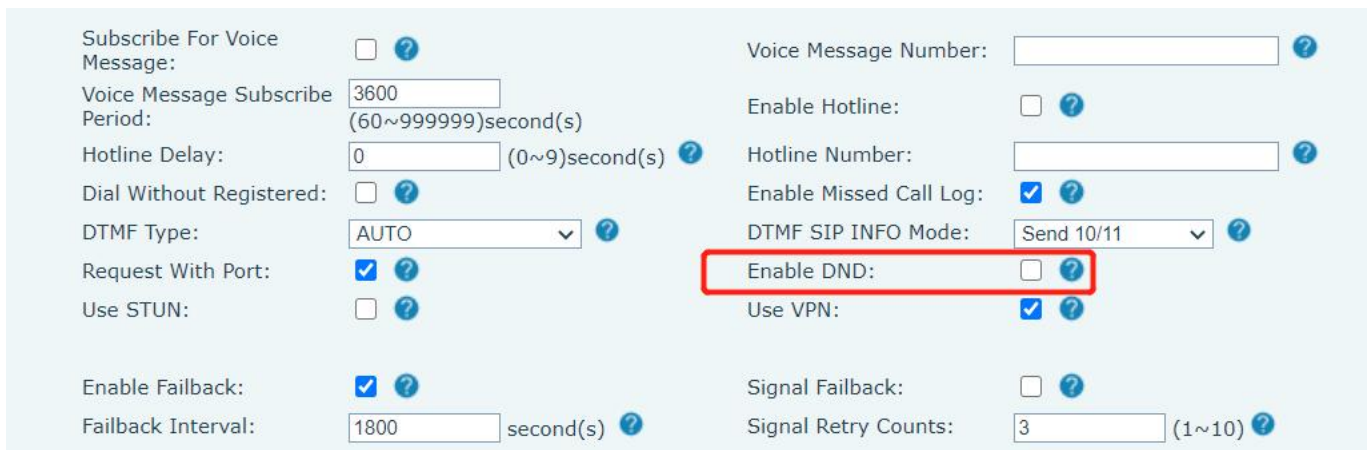 Subscribe For Voice
Message:
Voice Message Number:
Voice Message Subscribe
Period:
3600
(60~999999)second(s)
Enable Hotline:
Hotline Delay:
0 (0~9)second(s)
Hotline Number:
Dial Without Registered:
Enable Missed Call Log:
DTMF Type:
AUTO
DTMF SIP INFO Mode:
Send 10/11
Request With Port:
Enable DND:
Use STUN:
Use VPN:
Enable Failback:
Signal Failback:
Failback Interval:
1800 second(s)
Signal Retry Counts:
3 (1~10)